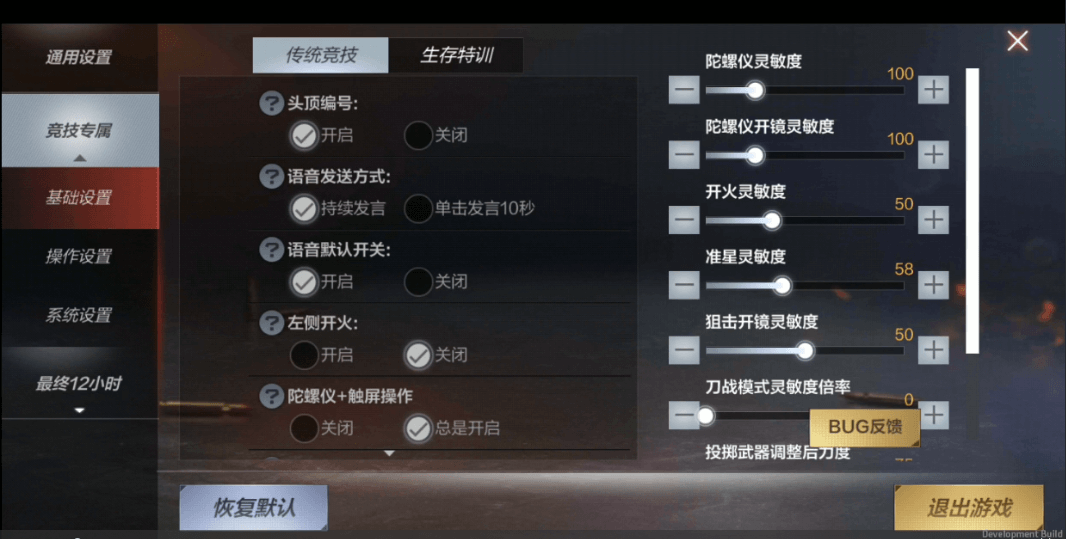 通用设置
竞技专属
基础设置
操作设置
系统设置
最终12小时
传统竞技
生存特训
?头顶编号:
开启
关闭
?语音发送方式:
持续发言
单击发言10秒
?语音默认开关:
开启
关闭
?左侧开火:
开启
关闭
?陀螺仪+触屏操作
关闭
总是开启
陀螺仪灵敏度
100
陀螺仪开镜灵敏度
100
开火灵敏度
50
准星灵敏度
58
狙击开镜灵敏度
50
刀战模式灵敏度倍率
0
BUG反馈
投掷武器调整后力度
恢复默认
退出游戏
Development Build